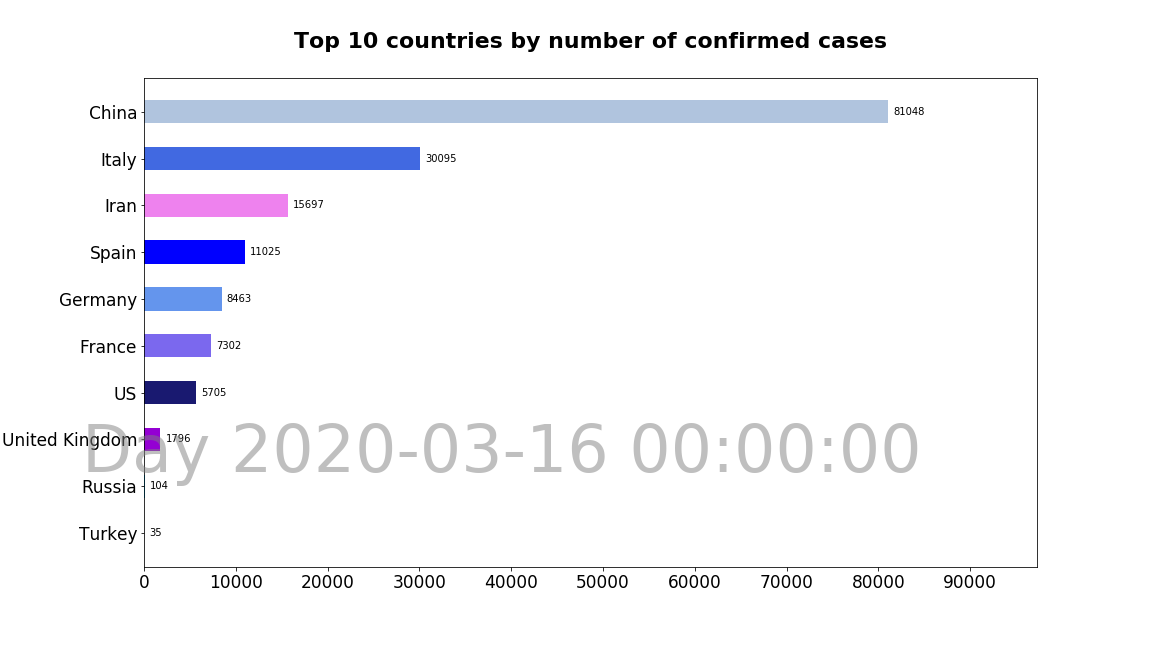 Top 10 countries by number of confirmed cases
China 81048
Italy 30095
Iran 15697
Spain 11025
Germany 8463
France 7302
US 5705
United Kingdom 1796
Day 2020-03-16 00:00:00
Russia 104
Turkey 35
0 10000 20000 30000 40000 50000 60000 70000 80000 90000